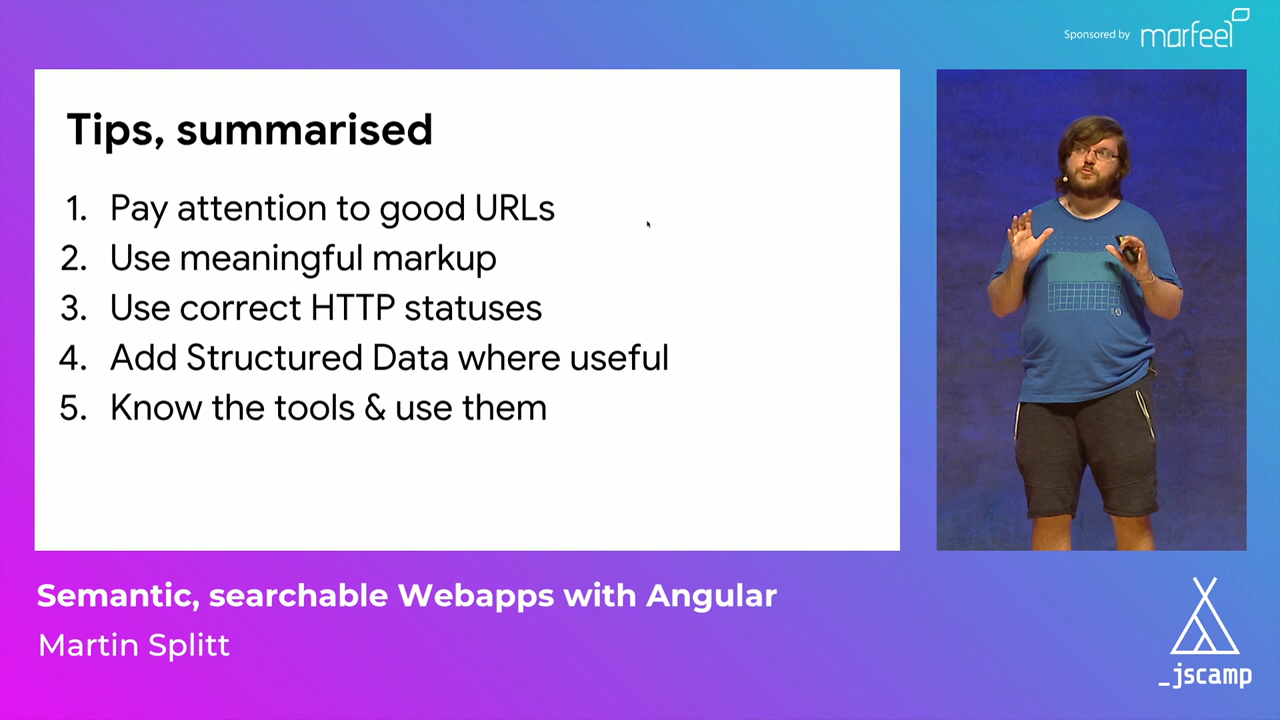 Sponsored by marfeel
Tips, summarised
1. Pay attention to good URLs
2. Use meaningful markup
3. Use correct HTTP statuses
4. Add Structured Data where useful
5. Know the tools & use them
Semantic, searchable Webapps with Angular
Martin Splitt
_jscamp